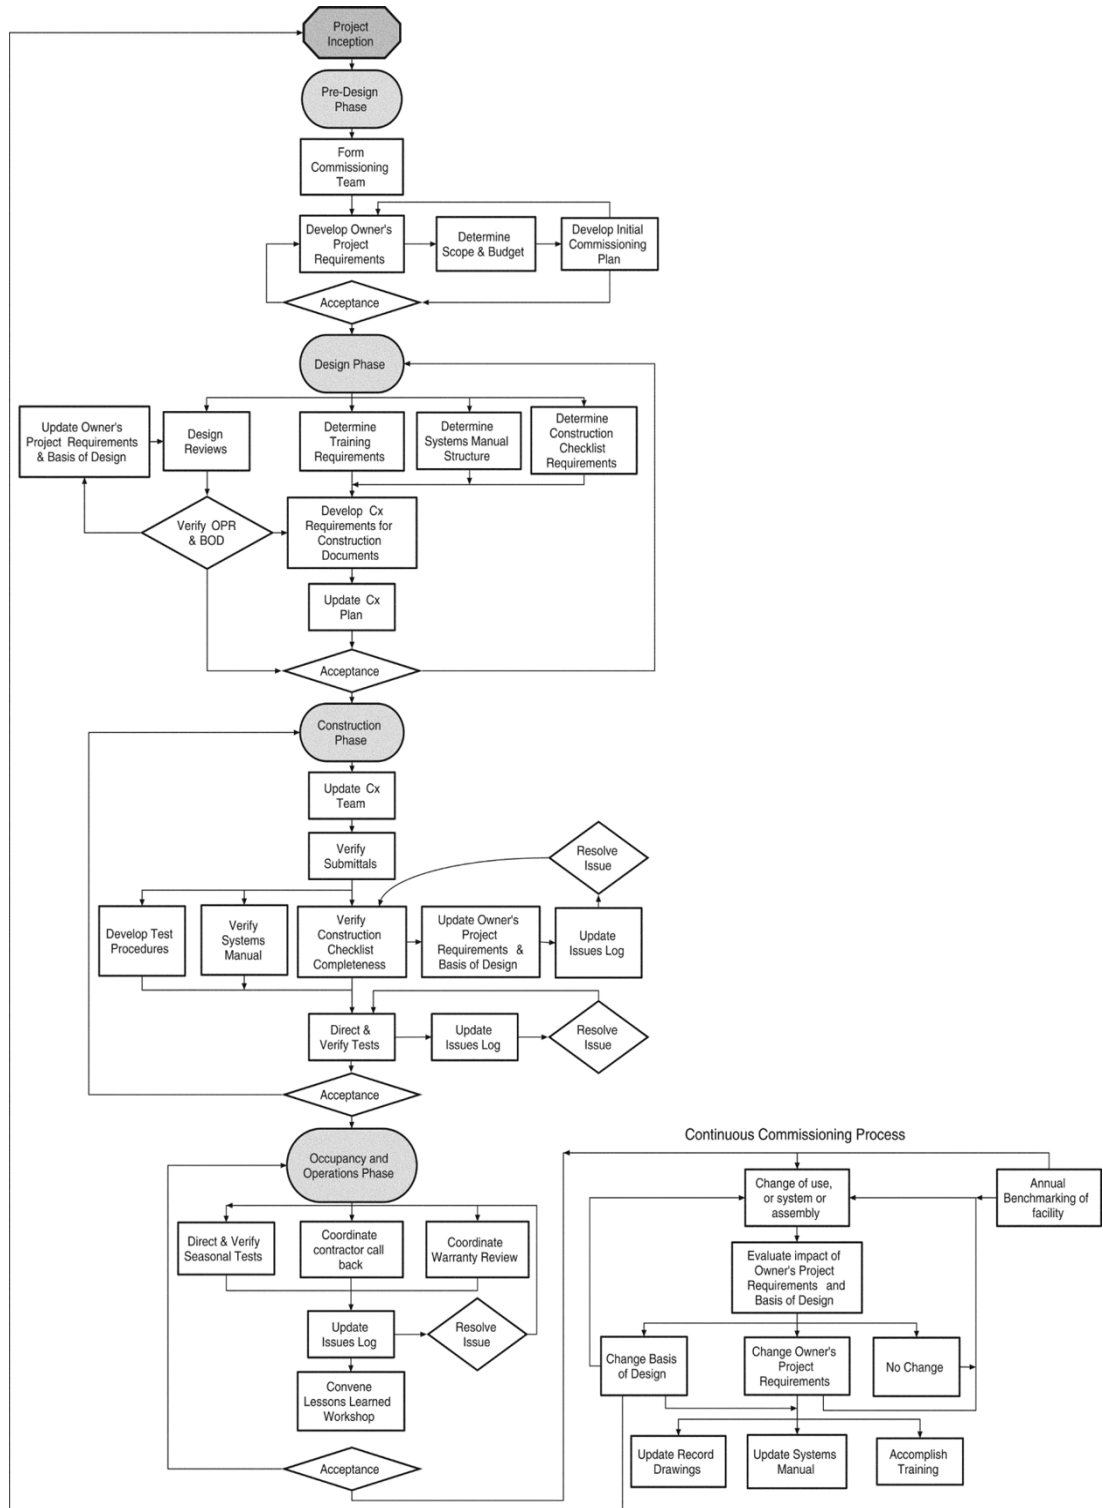 Project
Inception
Pre-Design
Phase
Form
Commissioning
Team
Develop Owner's
Project
Requirements
Determine
Scope & Budget
Develop Initial
Commissioning
Plan
Acceptance
Design Phase
Update Owner's
Project Requirements
& Basis of Design
Design
Reviews
Determine
Training
Requirements
Determine
Systems Manual
Structure
Determine
Construction
Checklist
Requirements
Verify OPR
& BOD
Develop Cx
Requirements for
Construction
Documents
Update Cx
Plan
Acceptance
Construction
Phase
Update Cx
Team
Verify
Submittals
Resolve
Issue
Develop Test
Procedures
Verify
Systems
Manual
Verify
Construction
Checklist
Completeness
Update Owner's
Project
Requirements &
Basis of Design
Update
Issues Log
Direct &
Verify Tests
Update
Issues Log
Resolve
Issue
Acceptance
Occupancy and
Operations Phase
Direct & Verify
Seasonal Tests
Coordinate
contractor call
back
Coordinate
Warranty Review
Update
Issues Log
Resolve
Issue
Convene
Lessons Learned
Workshop
Acceptance
Continuous Commissioning Process
Change of use,
or system or
assembly
Annual
Benchmarking of
facility
Evaluate impact of
Owner's Project
Requirements and
Basis of Design
Change Basis
of Design
Change Owner's
Project
Requirements
No Change
Update Record
Drawings
Update Systems
Manual
Accomplish
Training